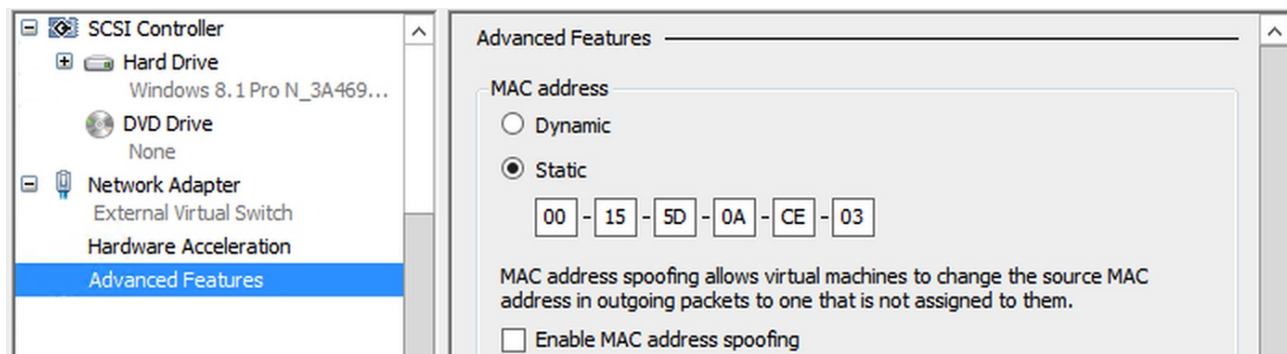 SCSI Controller
Hard Drive
Windows 8.1 Pro N_3A469...
DVD Drive
None
Network Adapter
External Virtual Switch
Hardware Acceleration
Advanced Features
Advanced Features
MAC address
Dynamic
Static
00 - 15 - 5D - 0A - CE - 03
MAC address spoofing allows virtual machines to change the source MAC
address in outgoing packets to one that is not assigned to them.
Enable MAC address spoofing